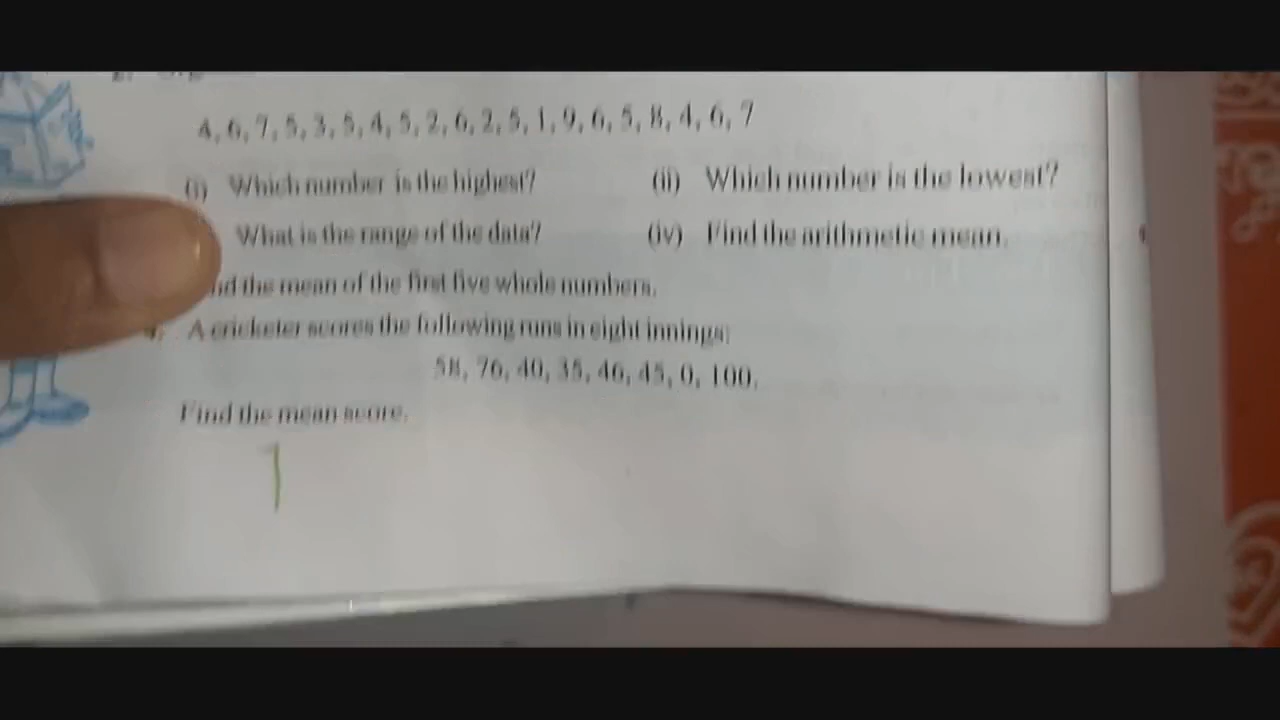 4, 6, 7, 5, 3, 5, 4, 5, 2, 6, 2, 5, 1, 9, 6, 5, 8, 4, 6, 7
(i) Which number is the highest? (ii) Which number is the lowest?
What is the range of the data? (iv) Find the arithmetic mean.
the mean of the first five whole numbers.
4. A cricketer scores the following runs in eight innings:
58, 76, 40, 35, 46, 45, 0, 100.
Find the mean score.